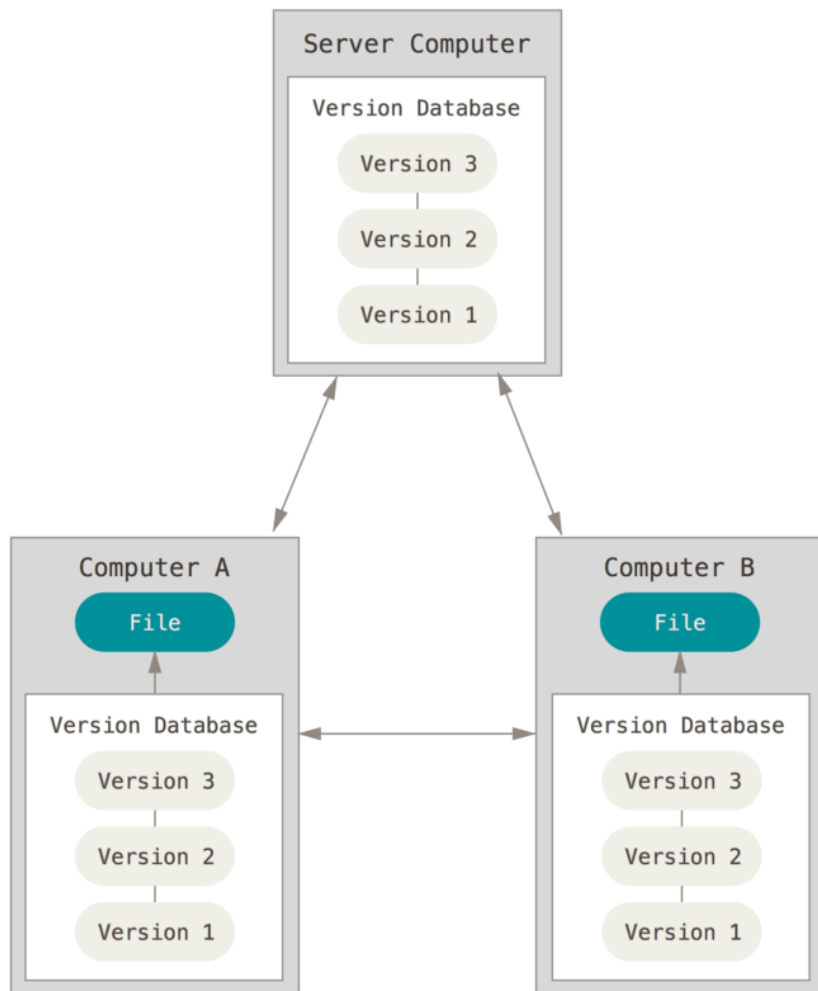 Server Computer
Version Database
Version 3
Version 2
Version 1
Computer A
File
Version Database
Version 3
Version 2
Version 1
Computer B
File
Version Database
Version 3
Version 2
Version 1